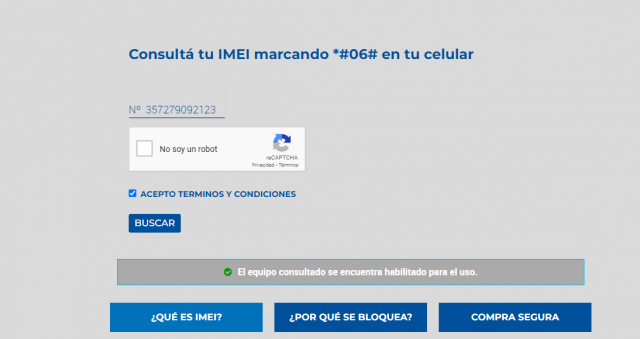 Consultá tu IMEI marcando *#06# en tu celular
Nº 357279092123
No soy un robot
reCAPTCHA
Privacidad • Términos
ACEPTO TERMINOS Y CONDICIONES
BUSCAR
El equipo consultado se encuentra habilitado para el uso.
¿QUÉ ES IMEI? ¿POR QUÉ SE BLOQUEA? COMPRA SEGURA